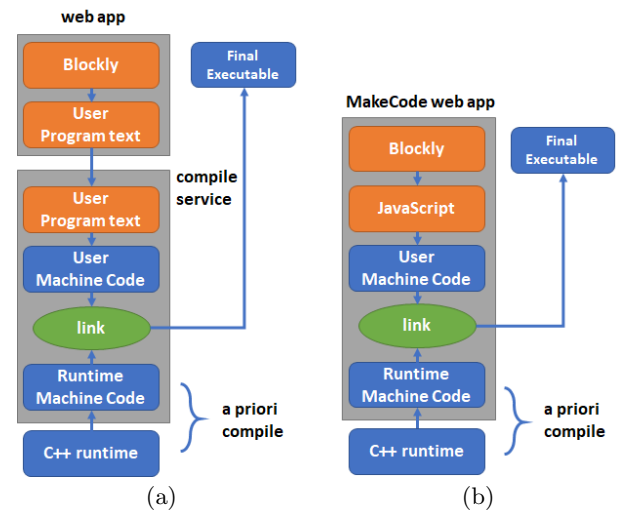 web app
Blockly
User
Program text
compile
service
User
Program text
User
Machine Code
link
Runtime
Machine Code
a priori
compile
C++ runtime
Final
Executable
(a)
MakeCode web app
Blockly
JavaScript
User
Machine Code
link
Runtime
Machine Code
a priori
compile
C++ runtime
Final
Executable
(b)